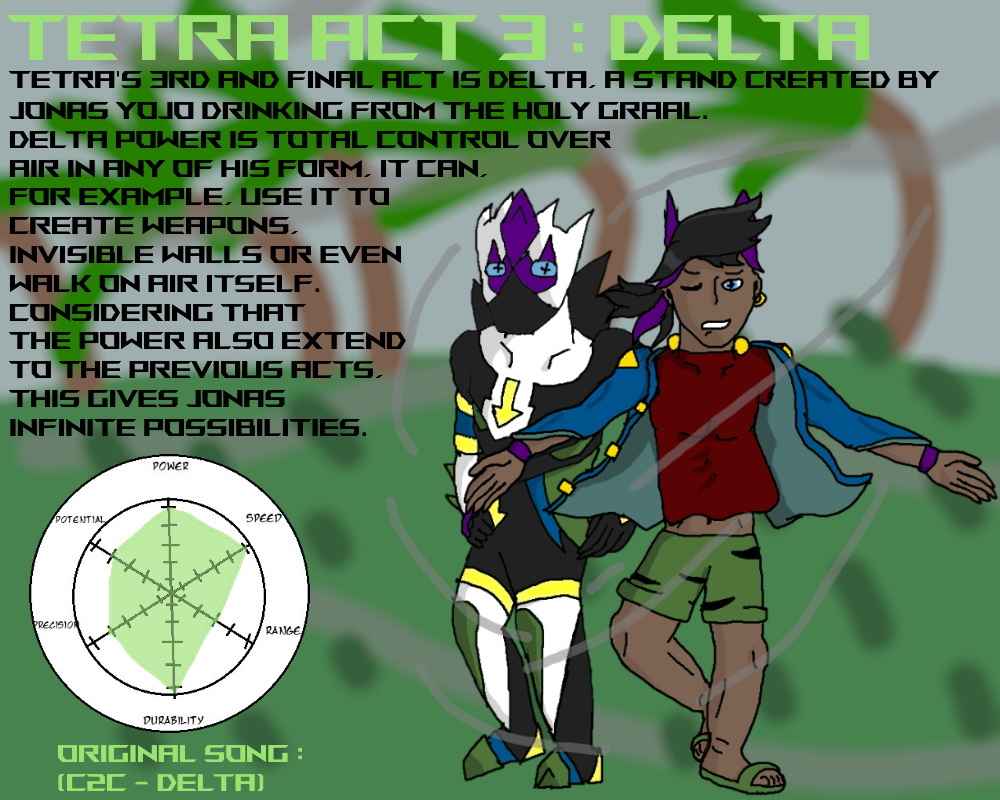 TETRA ACT 3 : DELTA
TETRA'S 3RD AND FINAL ACT IS DELTA, A STAND CREATED BY
JONAS YOJO DRINKING FROM THE HOLY GRAAL.
DELTA POWER IS TOTAL CONTROL OVER
AIR IN ANY OF HIS FORM, IT CAN,
FOR EXAMPLE, USE IT TO
CREATE WEAPONS,
INVISIBLE WALLS OR EVEN
WALK ON AIR ITSELF.
CONSIDERING THAT
THE POWER ALSO EXTEND
TO THE PREVIOUS ACTS,
THIS GIVES JONAS
INFINITE POSSIBILITIES.
POWER
POTENTIAL
SPEED
PRECISION
RANGE
DURABILITY
ORIGINAL SONG :
(C2C - DELTA)